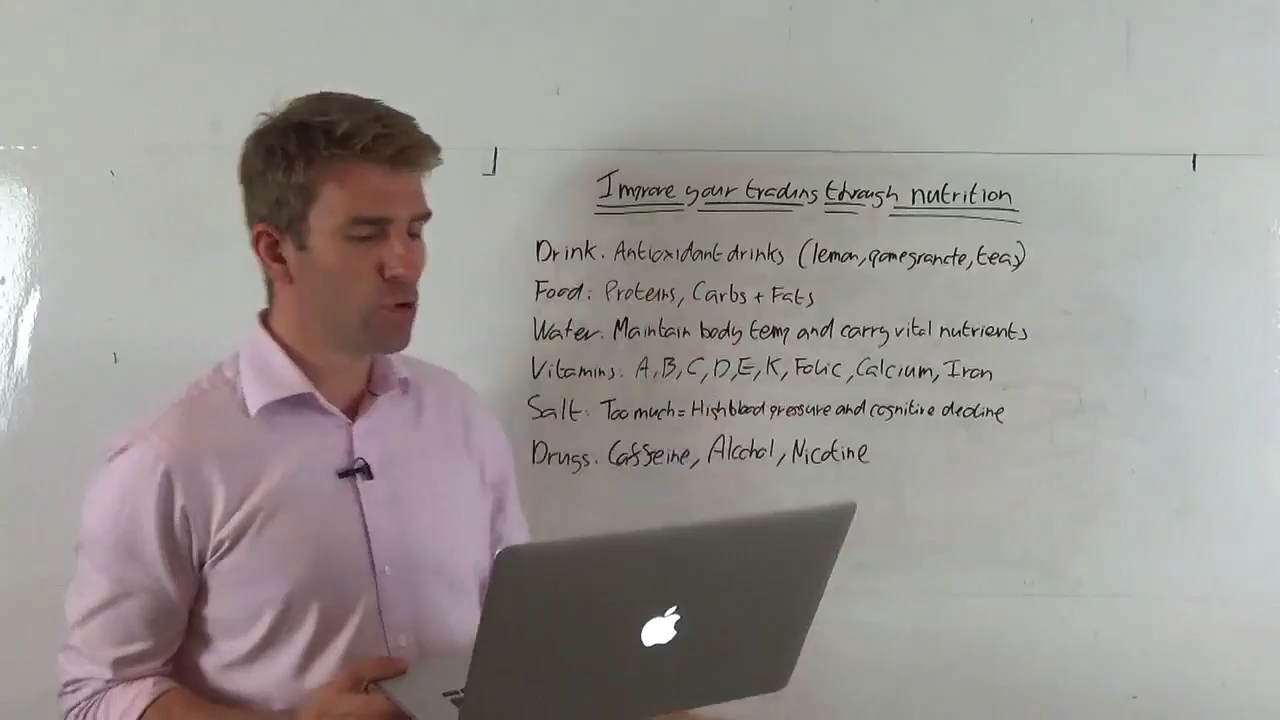 Improve your trading through nutrition
Drink. Antioxidant drinks (lemon, pomegranate, tea)
Food: Proteins, Carbs + Fats
Water. Maintain body temp and carry vital nutrients
Vitamins. A, B, C, D, E, K, Folic, Calcium, Iron
Salt. Too much = High blood pressure and cognitive decline
Drugs. Caffeine, Alcohol, Nicotine